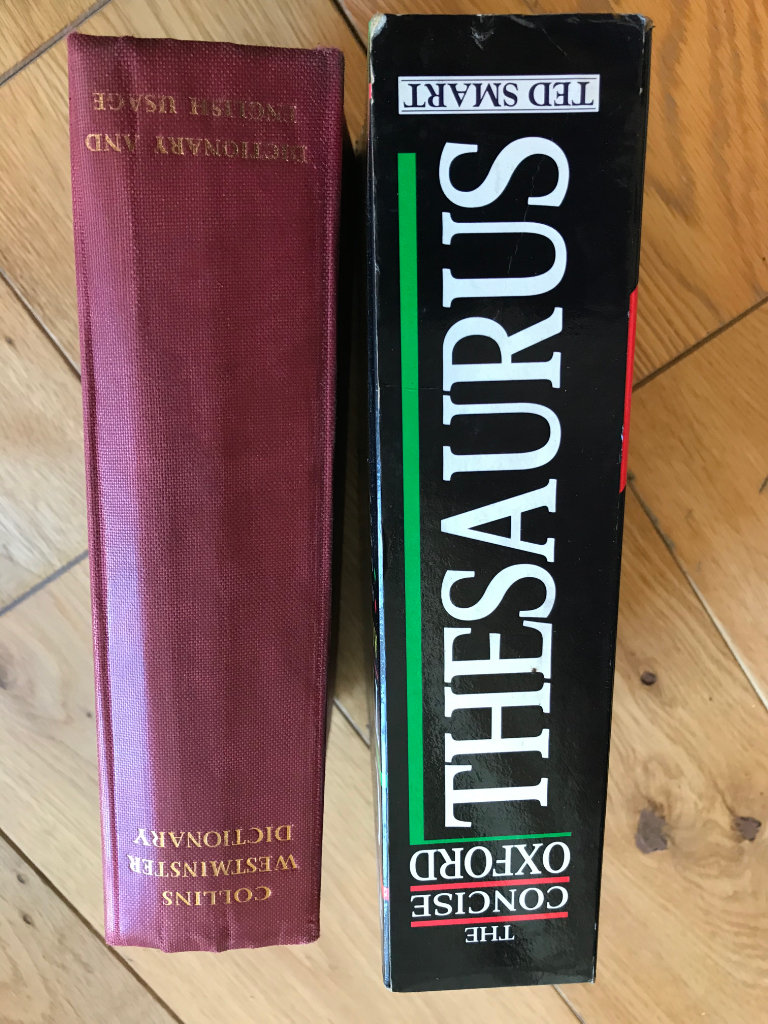 COLLINS
WESTMINSTER
DICTIONARY
DICTIONARY AND
ENGLISH USAGE
THE
CONCISE
OXFORD
THESAURUS
TED SMART